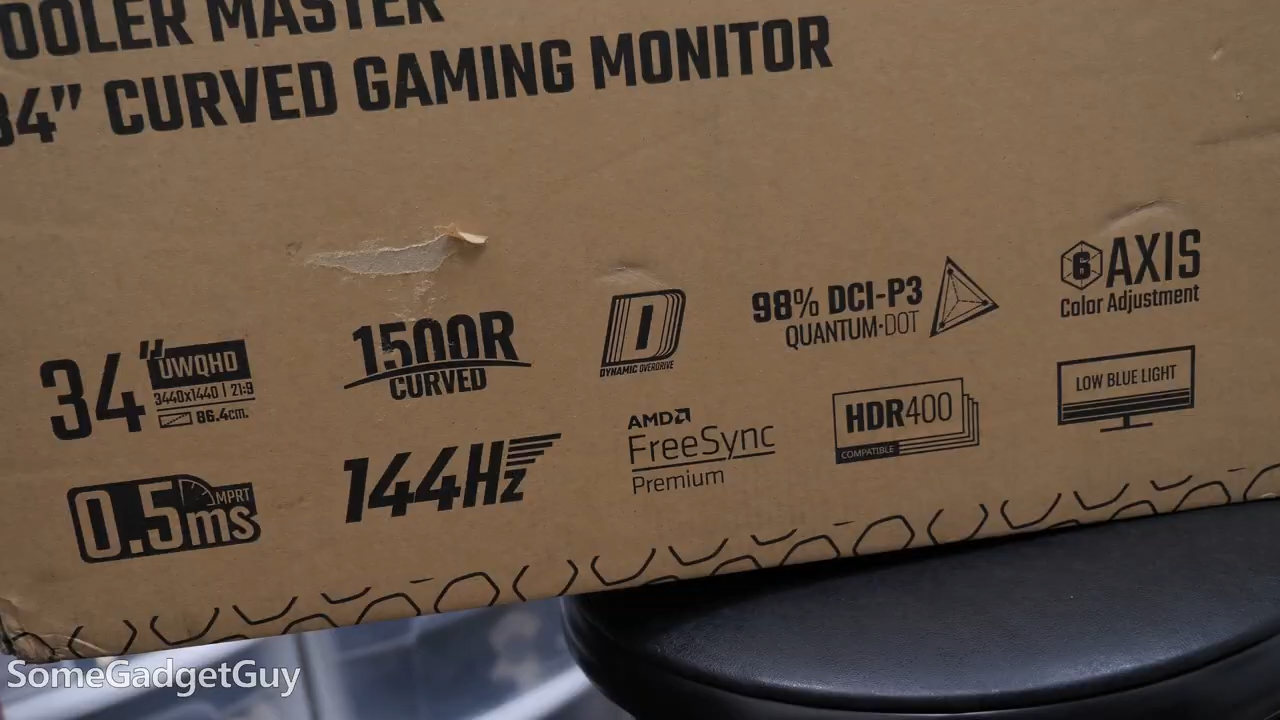 OOLER MASTER
34" CURVED GAMING MONITOR
34" UWQHD
3440x1440 | 21:9
86.4cm.
1500R
CURVED
D
DYNAMIC OVERDRIVE
98% DCI-P3
QUANTUM·DOT
6 AXIS
Color Adjustment
0.5ms MPRT
144Hz
AMD
FreeSync
Premium
HDR400
COMPATIBLE
LOW BLUE LIGHT
SomeGadgetGuy